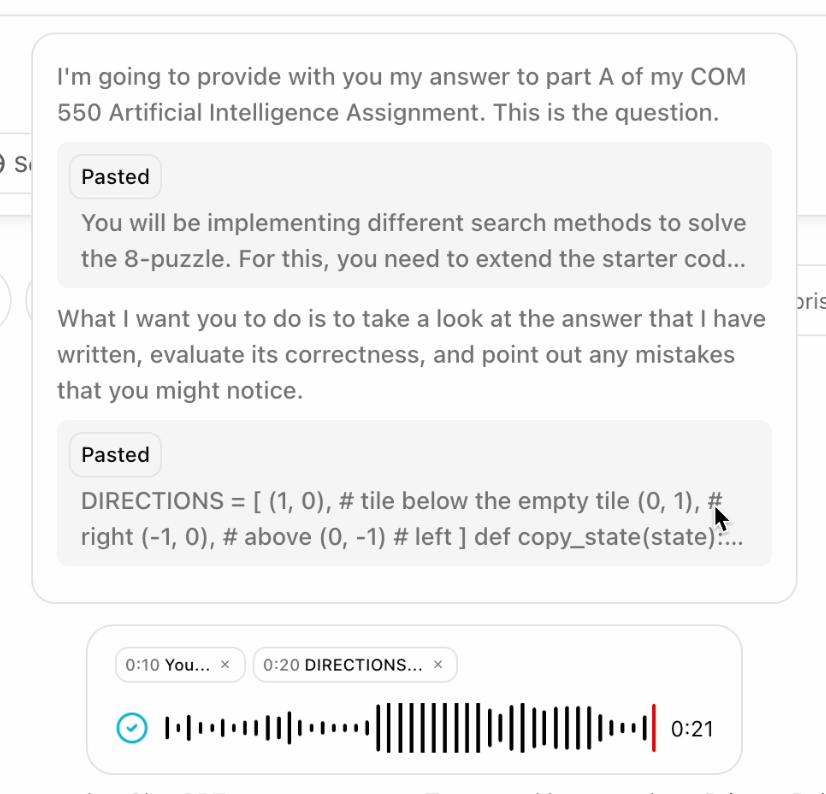 I'm going to provide with you my answer to part A of my COM
550 Artificial Intelligence Assignment. This is the question.
Pasted
You will be implementing different search methods to solve
the 8-puzzle. For this, you need to extend the starter cod...
What I want you to do is to take a look at the answer that I have
written, evaluate its correctness, and point out any mistakes
that you might notice.
Pasted
DIRECTIONS = [ (1, 0), # tile below the empty tile (0, 1), #
right (-1, 0), # above (0, -1) # left ] def copy_state(state):...
0:10 You... ×
0:20 DIRECTIONS... ×
0:21